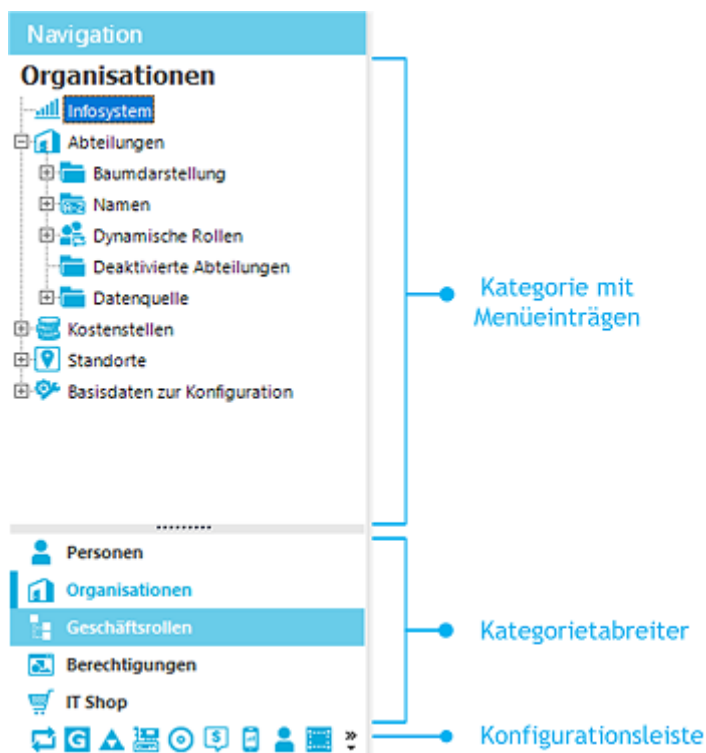 Navigation
Organisationen
Infosystem
Abteilungen
Baumdarstellung
Namen
Dynamische Rollen
Deaktivierte Abteilungen
Datenquelle
Kostenstellen
Standorte
Basisdaten zur Konfiguration
Kategorie mit
Menüeinträgen
Personen
Organisationen
Geschäftsrollen
Berechtigungen
IT Shop
Kategorietabreiter
Konfigurationsleiste